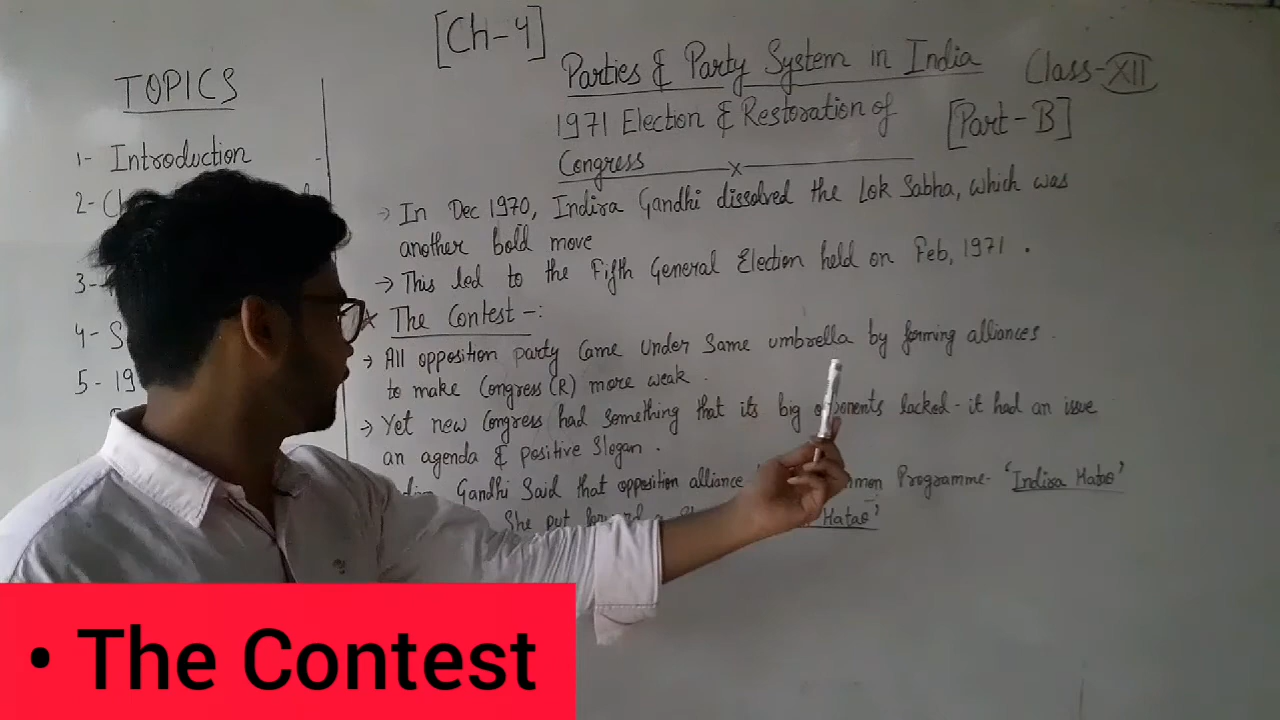 [Ch-4]
TOPICS
1- Introduction
2-
3-
4- S
5- 19
Parties & Party System in India
Class-XII
1971 Election & Restoration of
Congress
[Part-B]
→ In Dec 1970, Indira Gandhi dissolved the Lok Sabha, which was
another bold move
→ This led to the Fifth General Election held on Feb, 1971 .
* The Contest -:
→ All opposition party Came Under Same umbrella by forming alliances .
to make Congress (R) more weak .
→ Yet new Congress had something that its big opponents lacked - it had an issue
an agenda & positive Slogan .
Gandhi Said that opposition alliance Programme- 'Indira Hatao'
She put forward a Hatao'
• The Contest